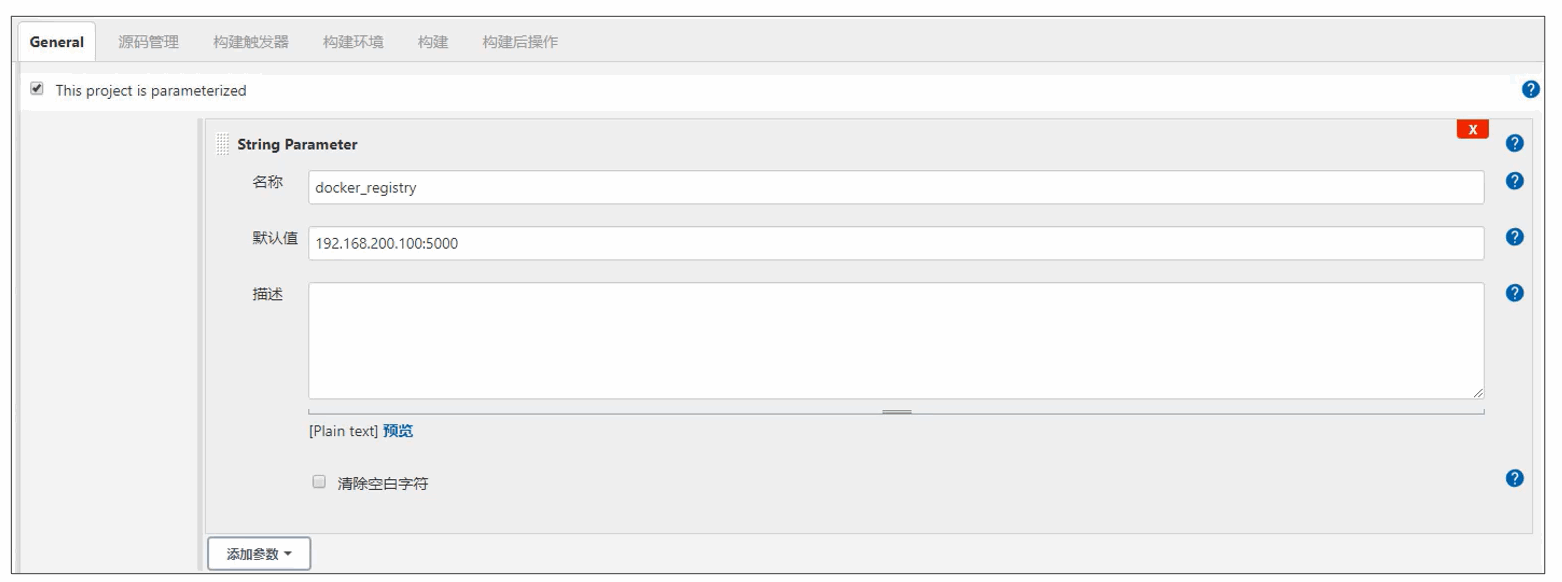 General 源码管理 构建触发器 构建环境 构建 构建后操作
This project is parameterized
?
X
String Parameter
?
名称 docker_registry
?
默认值 192.168.200.100:5000
?
描述
?
[Plain text] 预览
清除空白字符
?
添加参数